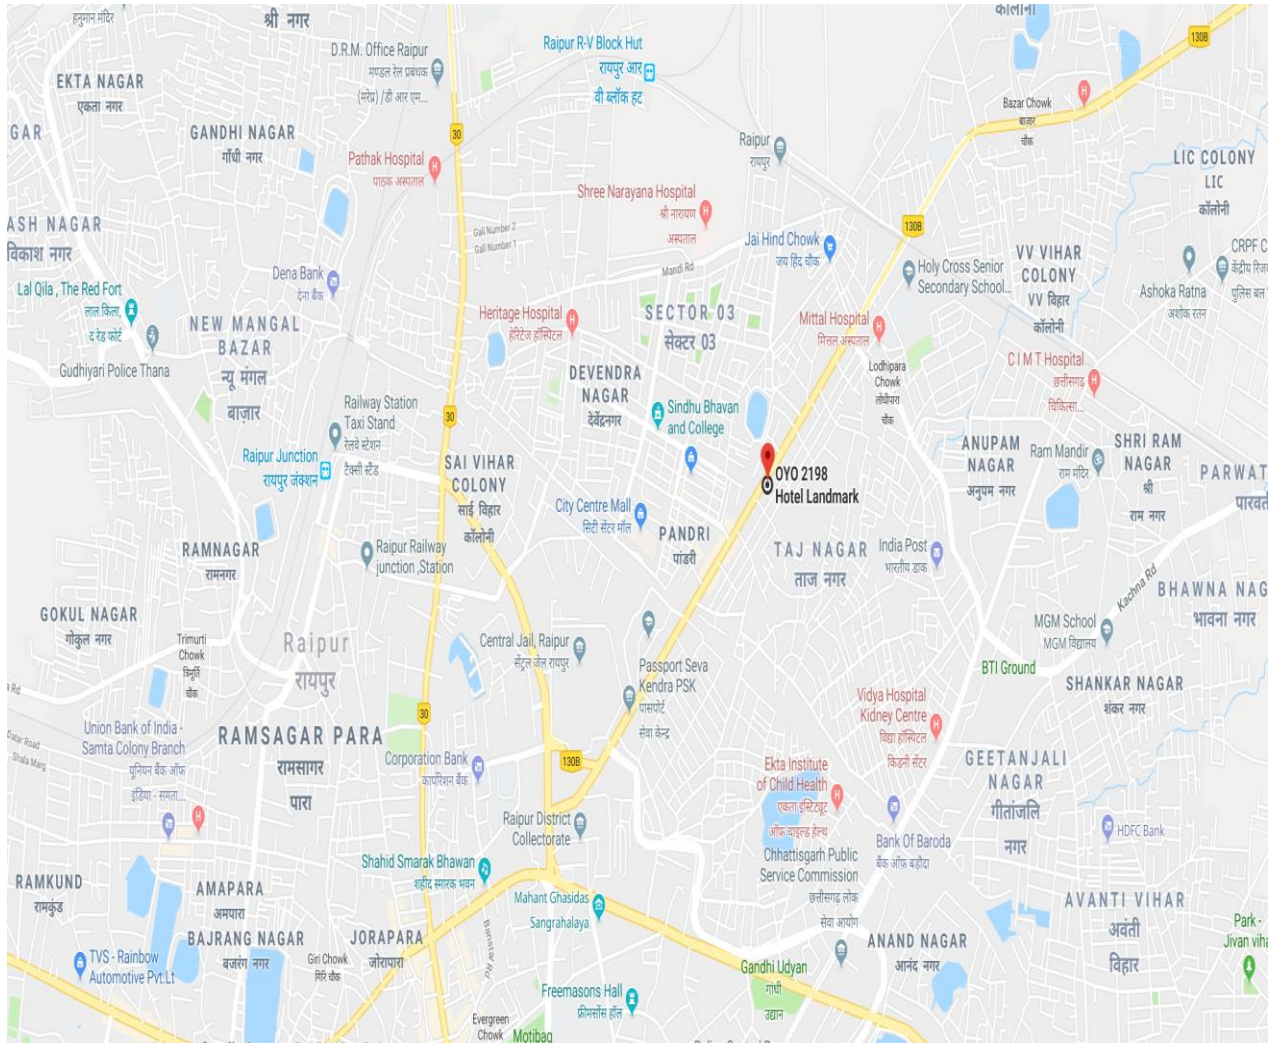 हनुमान मंदिर
श्री नगर
कॉलोनी
130B
D.R.M. Office Raipur
मण्डल रेल प्रबंधक
(मरेप्र) /डी आर एम...
Raipur R-V Block Hut
रायपुर आर
वी ब्लॉक हट
EKTA NAGAR
एकता नगर
Bazar Chowk
बाजार
चौक
GAR
GANDHI NAGAR
गाँधी नगर
30
Pathak Hospital
पाठक अस्पताल
Raipur
रायपुर
LIC COLONY
LIC
कॉलोनी
Shree Narayana Hospital
श्री नारायण
अस्पताल
ASH NAGAR
विकाश नगर
Gali Number 2
Gali Number 1
130B
Jai Hind Chowk
जय हिंद चौक
VV VIHAR
COLONY
VV विहार
कॉलोनी
CRPF C
केंद्रीय रिजर्व
पुलिस बल
Dena Bank
देना बैंक
Mandi Rd
Holy Cross Senior
Secondary School...
Ashoka Ratna
अशोक रतन
Lal Qila , The Red Fort
लाल किला,
द रेड फोर्ट
NEW MANGAL
BAZAR
न्यू मंगल
बाज़ार
Heritage Hospital
हेरिटेज हॉस्पिटल
SECTOR 03
सेक्टर 03
Mittal Hospital
मित्तल अस्पताल
Gudhiyari Police Thana
DEVENDRA
NAGAR
देवेंद्रनगर
Lodhipara
Chowk
लोधीपारा
चौक
C I M T Hospital
छत्तीसगढ़
चिकित्सा...
Railway Station
Taxi Stand
रेलवे स्टेशन
टैक्सी स्टैंड
30
Sindhu Bhavan
and College
Raipur Junction
रायपुर जंक्शन
SAI VIHAR
COLONY
साई विहार
कॉलोनी
OYO 2198
Hotel Landmark
ANUPAM
NAGAR
अनुपम नगर
Ram Mandir
राम मंदिर
SHRI RAM
NAGAR
श्री
राम नगर
PARWAT
पारवती
City Centre Mall
सिटी सेंटर मॉल
PANDRI
पांडरी
TAJ NAGAR
ताज नगर
India Post
भारतीय डाक
RAMNAGAR
रामनगर
Raipur Railway
junction ,Station
Kachna Rd
BHAWNA NAG
भावना नगर
GOKUL NAGAR
गोकुल नगर
Trimurti
Chowk
त्रिमूर्ति
चौक
Raipur
रायपुर
Central Jail, Raipur
सेंट्रल जेल रायपुर
MGM School
MGM विद्यालय
Passport Seva
Kendra PSK
पासपोर्ट
सेवा केन्द्र
BTI Ground
SHANKAR NAGAR
शंकर नगर
a Rd
Vidya Hospital
Kidney Centre
विद्या हॉस्पिटल
किडनी सेंटर
30
Union Bank of India -
Samta Colony Branch
यूनियन बैंक ऑफ
इंडिया - समता...
Datar Road
Shala Marg
RAMSAGAR PARA
रामसागर
पारा
Corporation Bank
कार्पोरेशन बैंक
130B
Ekta Institute
of Child Health
एकता इंस्टिट्यूट
ऑफ चाइल्ड हेल्थ
GEETANJALI
NAGAR
गीतांजलि
नगर
Raipur District
Collectorate
Bank Of Baroda
बैंक ऑफ़ बड़ौदा
HDFC Bank
Shahid Smarak Bhawan
शहीद स्मारक भवन
Chhattisgarh Public
Service Commission
छत्तीसगढ़ लोक
सेवा आयोग
RAMKUND
रामकुंड
AMAPARA
अमपारा
Mahant Ghasidas
Sangrahalaya
AVANTI VIHAR
अवंती
विहार
BAJRANG NAGAR
बजरंग नगर
Giri Chowk
गिरि चौक
JORAPARA
जोरापारा
ANAND NAGAR
आनंद नगर
Park -
Jivan viha
TVS - Rainbow
Automotive Pvt.Lt
Gandhi Udyan
गांधी
उद्यान
Freemasons Hall
फ्रीमसोंस हॉल
Evergreen
Chowk
Motibag